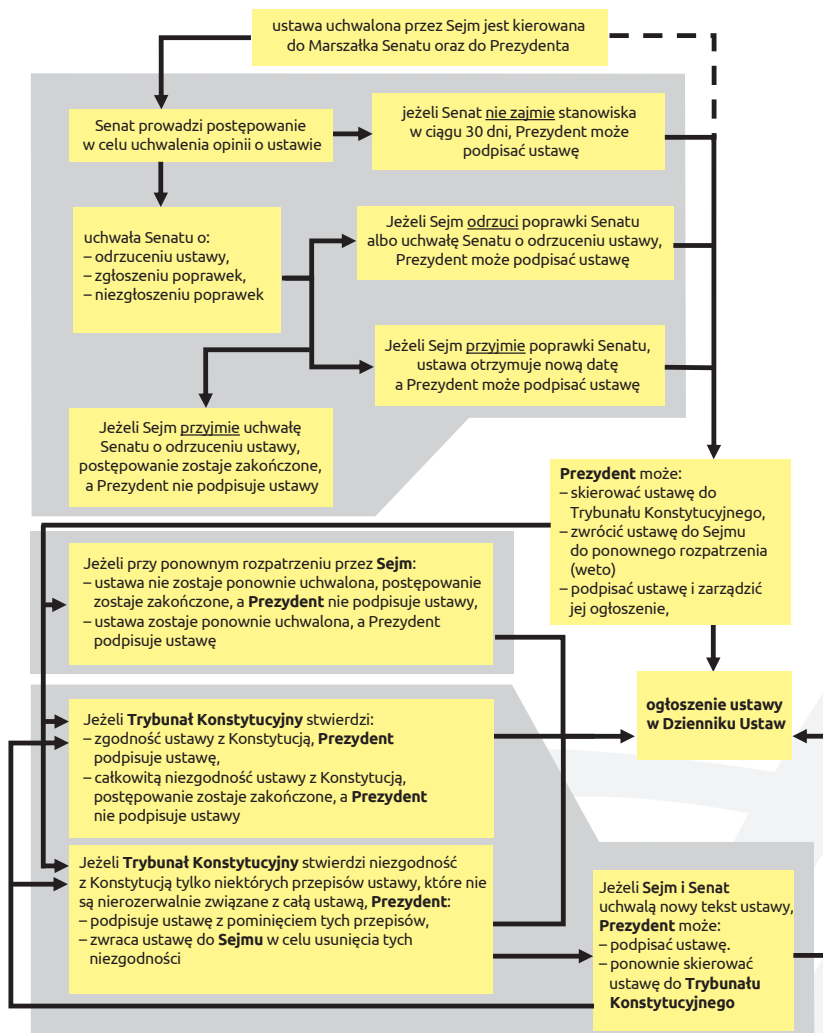 ustawa uchwalona przez Sejm jest kierowana
do Marszałka Senatu oraz do Prezydenta
Senat prowadzi postępowanie
w celu uchwalenia opinii o ustawie
jeżeli Senat nie zajmie stanowiska
w ciągu 30 dni, Prezydent może
podpisać ustawę
uchwała Senatu o:
– odrzuceniu ustawy,
– zgłoszeniu poprawek,
– niezgłoszeniu poprawek
Jeżeli Sejm odrzuci poprawki Senatu
albo uchwałę Senatu o odrzuceniu ustawy,
Prezydent może podpisać ustawę
Jeżeli Sejm przyjmie poprawki Senatu,
ustawa otrzymuje nową datę
a Prezydent może podpisać ustawę
Jeżeli Sejm przyjmie uchwałę
Senatu o odrzuceniu ustawy,
postępowanie zostaje zakończone,
a Prezydent nie podpisuje ustawy
Prezydent może:
– skierować ustawę do
Trybunału Konstytucyjnego,
– zwrócić ustawę do Sejmu
do ponownego rozpatrzenia
(weto)
– podpisać ustawę i zarządzić
jej ogłoszenie,
Jeżeli przy ponownym rozpatrzeniu przez Sejm:
– ustawa nie zostaje ponownie uchwalona, postępowanie
zostaje zakończone, a Prezydent nie podpisuje ustawy,
– ustawa zostaje ponownie uchwalona, a Prezydent
podpisuje ustawę
ogłoszenie ustawy
w Dzienniku Ustaw
Jeżeli Trybunał Konstytucyjny stwierdzi:
– zgodność ustawy z Konstytucją, Prezydent
podpisuje ustawę,
– całkowitą niezgodność ustawy z Konstytucją,
postępowanie zostaje zakończone, a Prezydent
nie podpisuje ustawy
Jeżeli Trybunał Konstytucyjny stwierdzi niezgodność
z Konstytucją tylko niektórych przepisów ustawy, które nie
są nierozerwalnie związane z całą ustawą, Prezydent:
– podpisuje ustawę z pominięciem tych przepisów,
– zwraca ustawę do Sejmu w celu usunięcia tych
niezgodności
Jeżeli Sejm i Senat
uchwalą nowy tekst ustawy,
Prezydent może:
– podpisać ustawę.
– ponownie skierować
ustawę do Trybunału
Konstytucyjnego